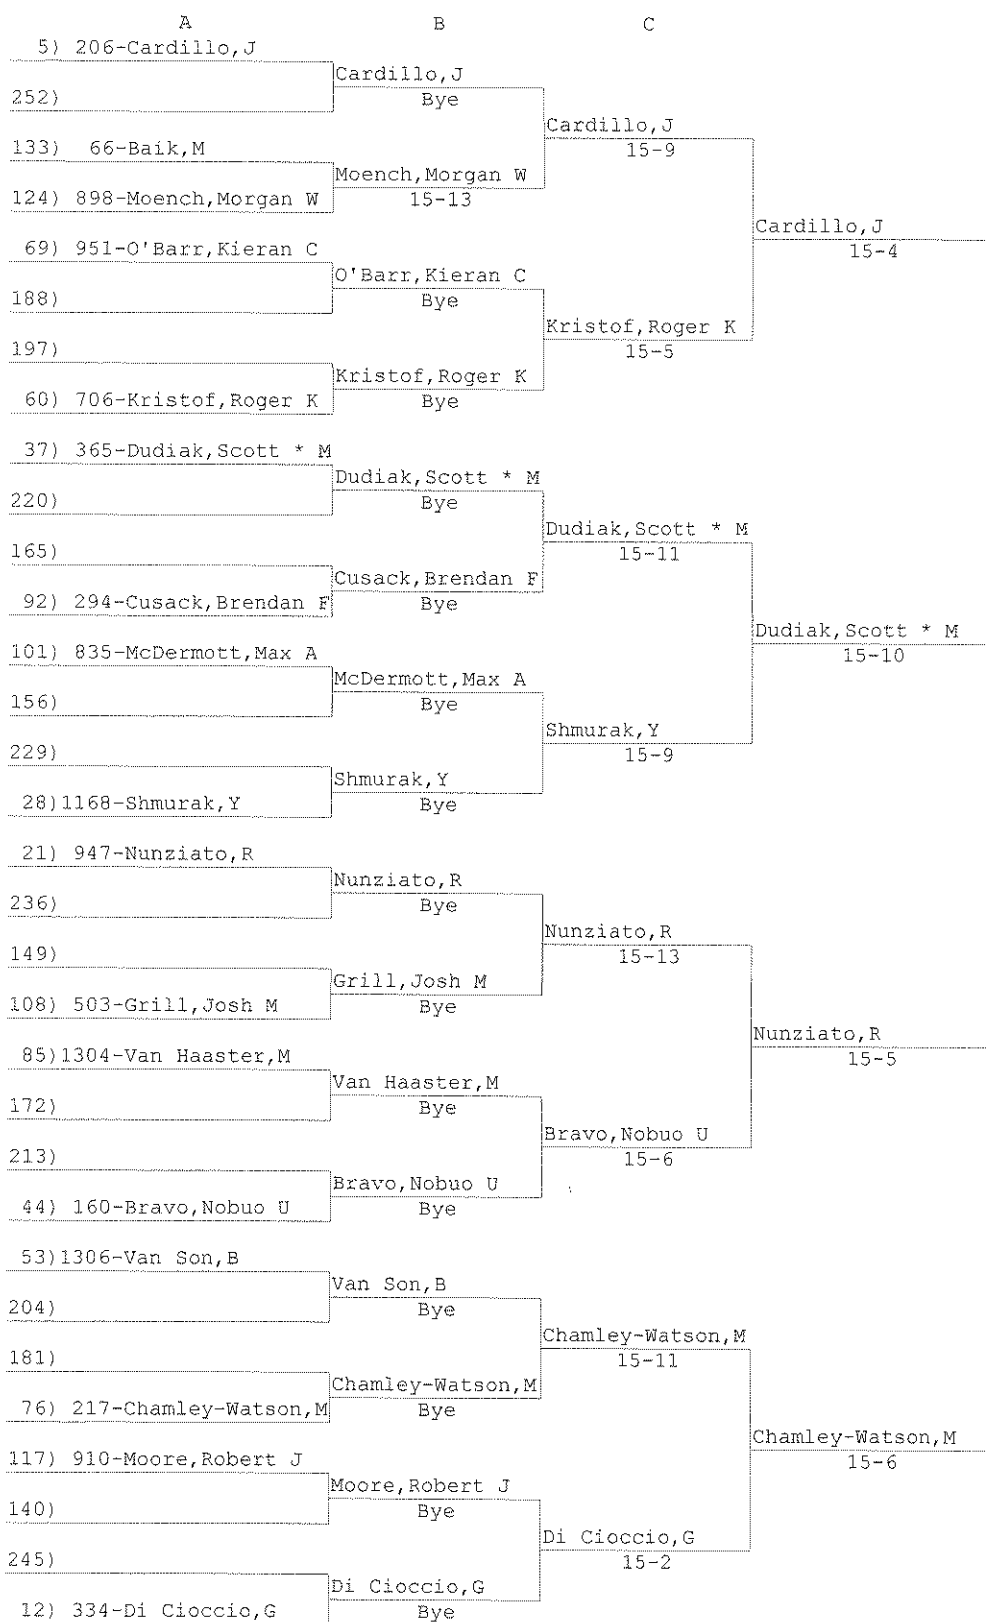 A B C
5) 206-Cardillo,J
Cardillo,J
252)
Bye
Cardillo,J
133) 66-Baik,M
15-9
Moench,Morgan W
124) 898-Moench,Morgan W
15-13
Cardillo,J
69) 951-O'Barr,Kieran C
15-4
O'Barr,Kieran C
188)
Bye
Kristof,Roger K
197)
15-5
Kristof,Roger K
60) 706-Kristof,Roger K
Bye
37) 365-Dudiak,Scott * M
Dudiak,Scott * M
220)
Bye
Dudiak,Scott * M
165)
15-11
Cusack,Brendan F
92) 294-Cusack,Brendan F
Bye
Dudiak,Scott * M
101) 835-McDermott,Max A
15-10
McDermott,Max A
156)
Bye
Shmurak,Y
229)
15-9
Shmurak,Y
28)1168-Shmurak,Y
Bye
21) 947-Nunziato,R
Nunziato,R
236)
Bye
Nunziato,R
149)
15-13
Grill,Josh M
108) 503-Grill,Josh M
Bye
Nunziato,R
85)1304-Van Haaster,M
15-5
Van Haaster,M
172)
Bye
Bravo,Nobuo U
213)
15-6
Bravo,Nobuo U
44) 160-Bravo,Nobuo U
Bye
53)1306-Van Son,B
Van Son,B
204)
Bye
Chamley-Watson,M
181)
15-11
Chamley-Watson,M
76) 217-Chamley-Watson,M
Bye
Chamley-Watson,M
117) 910-Moore,Robert J
15-6
Moore,Robert J
140)
Bye
Di Cioccio,G
245)
15-2
Di Cioccio,G
12) 334-Di Cioccio,G
Bye